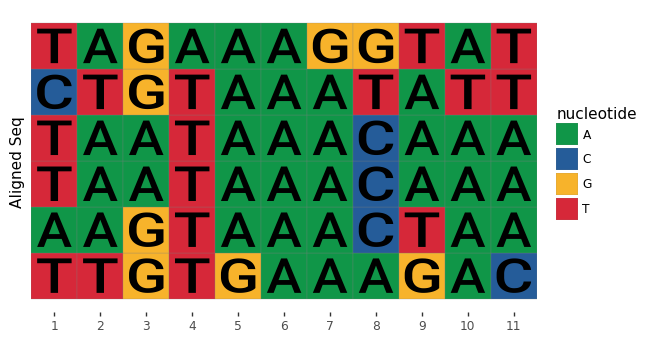 TAGAAAGGTAT
CTGTAAATATT
TAATAAACAAA
TAATAAACAAA
AAGTAAACTAA
TTGTGAAAGAC
Aligned Seq
1 2 3 4 5 6 7 8 9 10 11
nucleotide
A
C
G
T